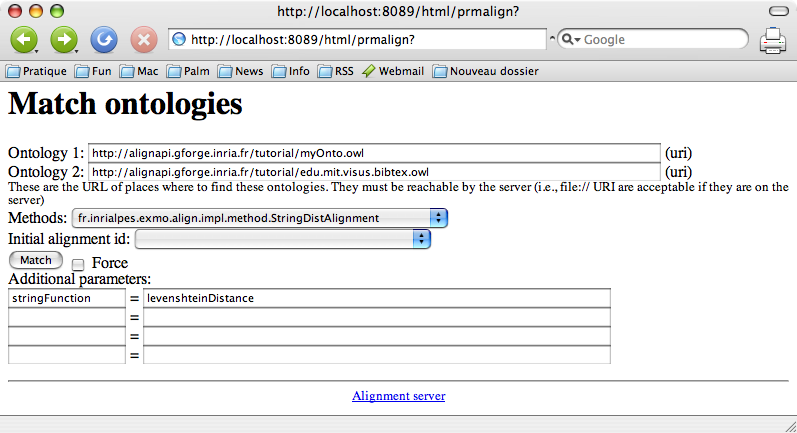 http://localhost:8089/html/prmalign?
http://localhost:8089/html/prmalign?
Google
Pratique Fun Mac Palm News Info RSS Webmail Nouveau dossier
Match ontologies
Ontology 1: http://alignapi.gforge.inria.fr/tutorial/myOnto.owl (uri)
Ontology 2: http://alignapi.gforge.inria.fr/tutorial/edu.mit.visus.bibtex.owl (uri)
These are the URL of places where to find these ontologies. They must be reachable by the server (i.e., file:// URI are acceptable if they are on the
server)
Methods: fr.inrialpes.exmo.align.impl.method.StringDistAlignment
Initial alignment id:
Match Force
Additional parameters:
stringFunction = levenshteinDistance
=
=
=
Alignment server